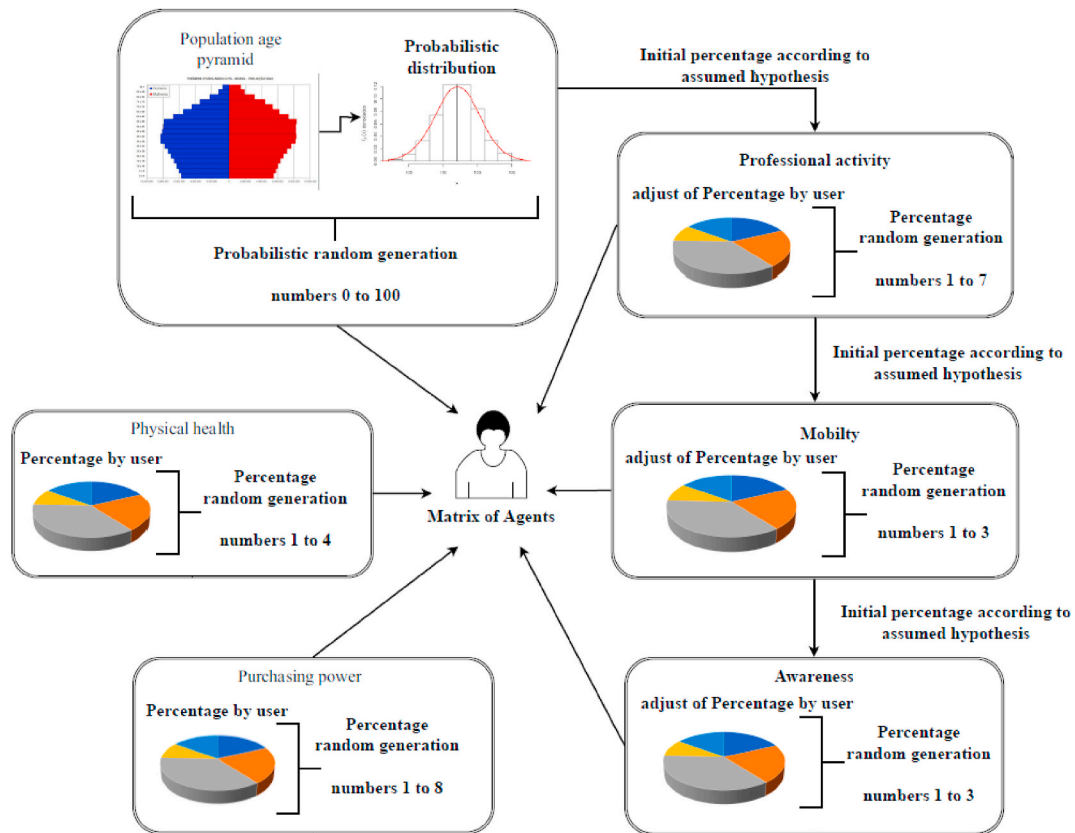 Population age
pyramid
Probabilistic
distribution
Probabilistic random generation
numbers 0 to 100
Initial percentage according to
assumed hypothesis
Professional activity
adjust of Percentage by user
Percentage
random generation
numbers 1 to 7
Initial percentage according to
assumed hypothesis
Physical health
Percentage by user
Percentage
random generation
numbers 1 to 4
Matrix of Agents
Mobilty
adjust of Percentage by user
Percentage
random generation
numbers 1 to 3
Initial percentage according to
assumed hypothesis
Purchasing power
Percentage by user
Percentage
random generation
numbers 1 to 8
Awareness
adjust of Percentage by user
Percentage
random generation
numbers 1 to 3